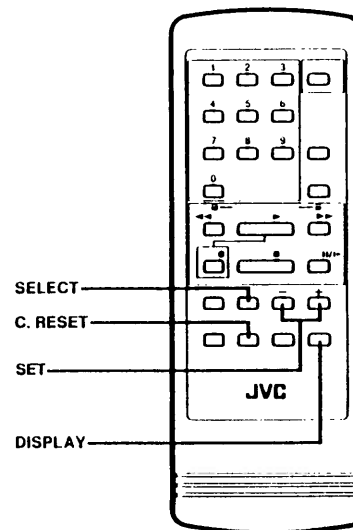 1 2 3
4 5 6
7 8 9
0
SELECT
− +
C. RESET
SET
JVC
DISPLAY